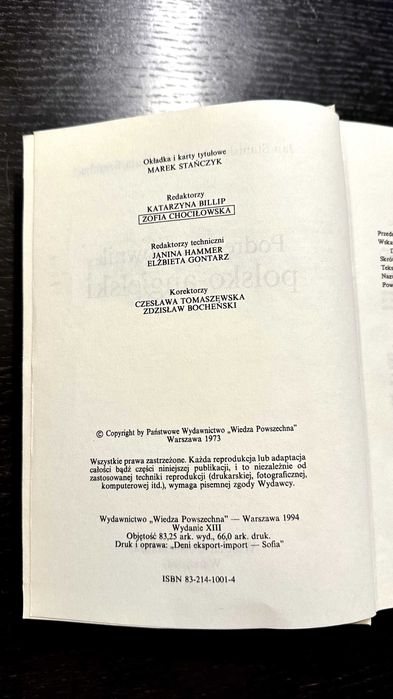 Okładka i karty tytułowe
MAREK STAŃCZYK
Redaktorzy
KATARZYNA BILLIP
ZOFIA CHOCIŁOWSKA
Redaktorzy techniczni
JANINA HAMMER
ELŻBIETA GONTARZ
Korektorzy
CZESŁAWA TOMASZEWSKA
ZDZISŁAW BOCHEŃSKI
© Copyright by Państwowe Wydawnictwo „Wiedza Powszechna”
Warszawa 1973
Wszystkie prawa zastrzeżone. Każda reprodukcja lub adaptacja
całości bądź części niniejszej publikacji, i to niezależnie od
zastosowanej techniki reprodukcji (drukarskiej, fotograficznej,
komputerowej itd.), wymaga pisemnej zgody Wydawcy.
Wydawnictwo „Wiedza Powszechna” — Warszawa 1994
Wydanie XIII
Objętość 83,25 ark. wyd., 66,0 ark. druk.
Druk i oprawa: „Deni eksport-import — Sofia”
ISBN 83-214-1001-4